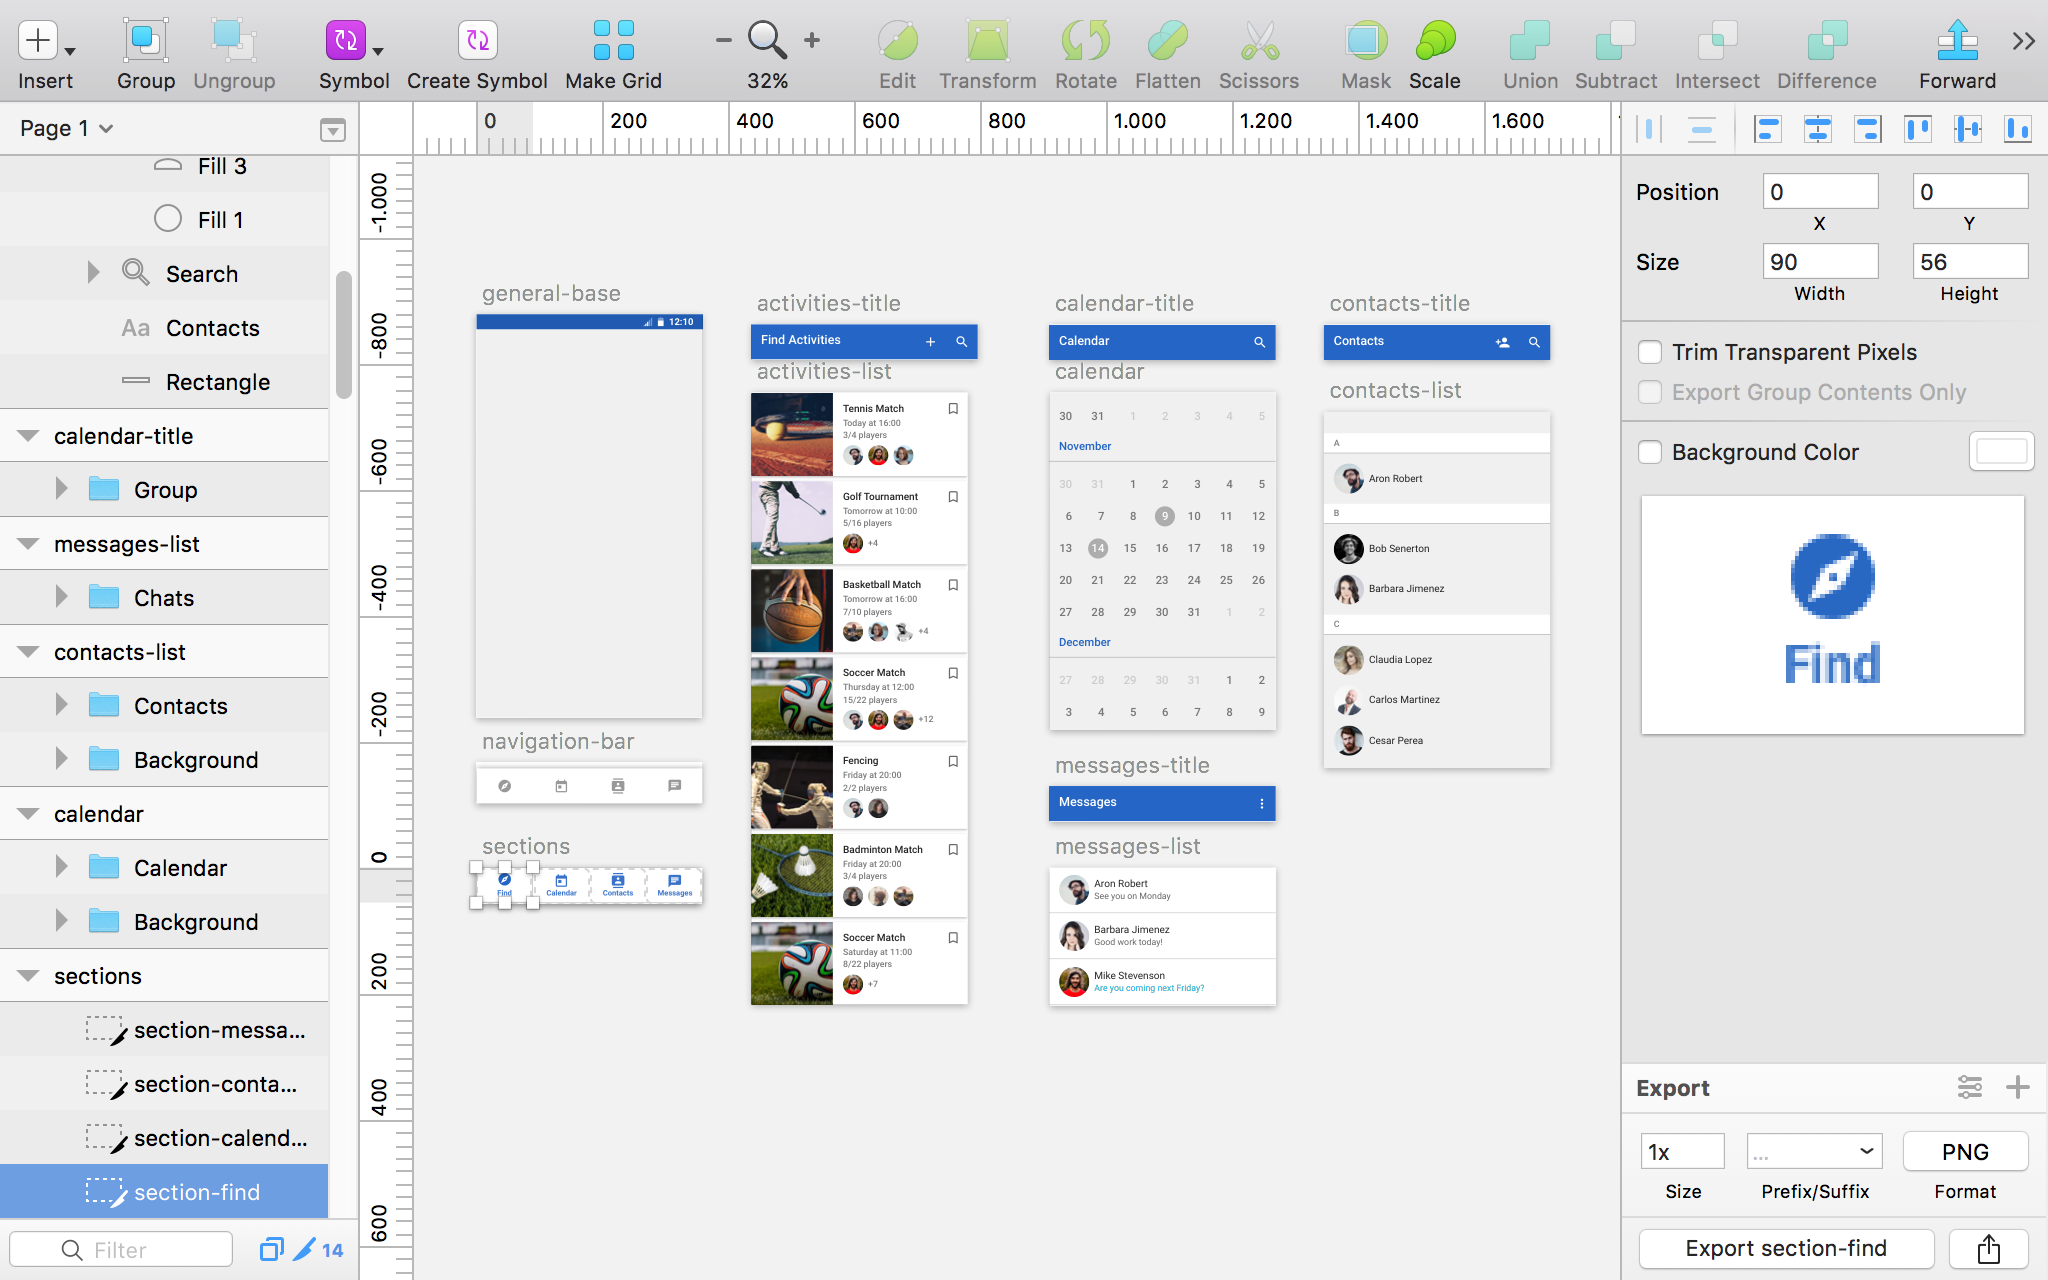 Insert
Group
Ungroup
Symbol
Create Symbol
Make Grid
32%
Edit
Transform
Rotate
Flatten
Scissors
Mask
Scale
Union
Subtract
Intersect
Difference
Forward
Page 1
0 200 400 600 800 1.000 1.200 1.400 1.600
-1.000
-800
-600
-400
-200
0
200
400
600
Fill 3
Fill 1
Search
Aa Contacts
Rectangle
calendar-title
Group
messages-list
Chats
contacts-list
Contacts
Background
calendar
Calendar
Background
sections
section-messa...
section-conta...
section-calend...
section-find
Filter
14
general-base
12:10
navigation-bar
sections
Find
Calendar
Contacts
Messages
activities-title
Find Activities
activities-list
Tennis Match
Today at 16:00
3/4 players
Golf Tournament
Tomorrow at 10:00
5/16 players
+4
Basketball Match
Tomorrow at 16:00
7/10 players
+4
Soccer Match
Thursday at 12:00
15/22 players
+12
Fencing
Friday at 20:00
2/2 players
Badminton Match
Friday at 20:00
3/4 players
Soccer Match
Saturday at 11:00
8/22 players
+7
calendar-title
Calendar
calendar
30 31 1 2 3 4 5
November
30 31 1 2 3 4 5
6 7 8 9 10 11 12
13 14 15 16 17 18 19
20 21 22 23 24 25 26
27 28 29 30 31 1 2
December
27 28 29 30 31 1 2
3 4 5 6 7 8 9
messages-title
Messages
messages-list
Aron Robert
See you on Monday
Barbara Jimenez
Good work today!
Mike Stevenson
Are you coming next Friday?
contacts-title
Contacts
contacts-list
A
Aron Robert
B
Bob Senerton
Barbara Jimenez
C
Claudia Lopez
Carlos Martinez
Cesar Perea
Position 0 0
X Y
Size 90 56
Width Height
Trim Transparent Pixels
Export Group Contents Only
Background Color
Find
Export
1x ... PNG
Size Prefix/Suffix Format
Export section-find